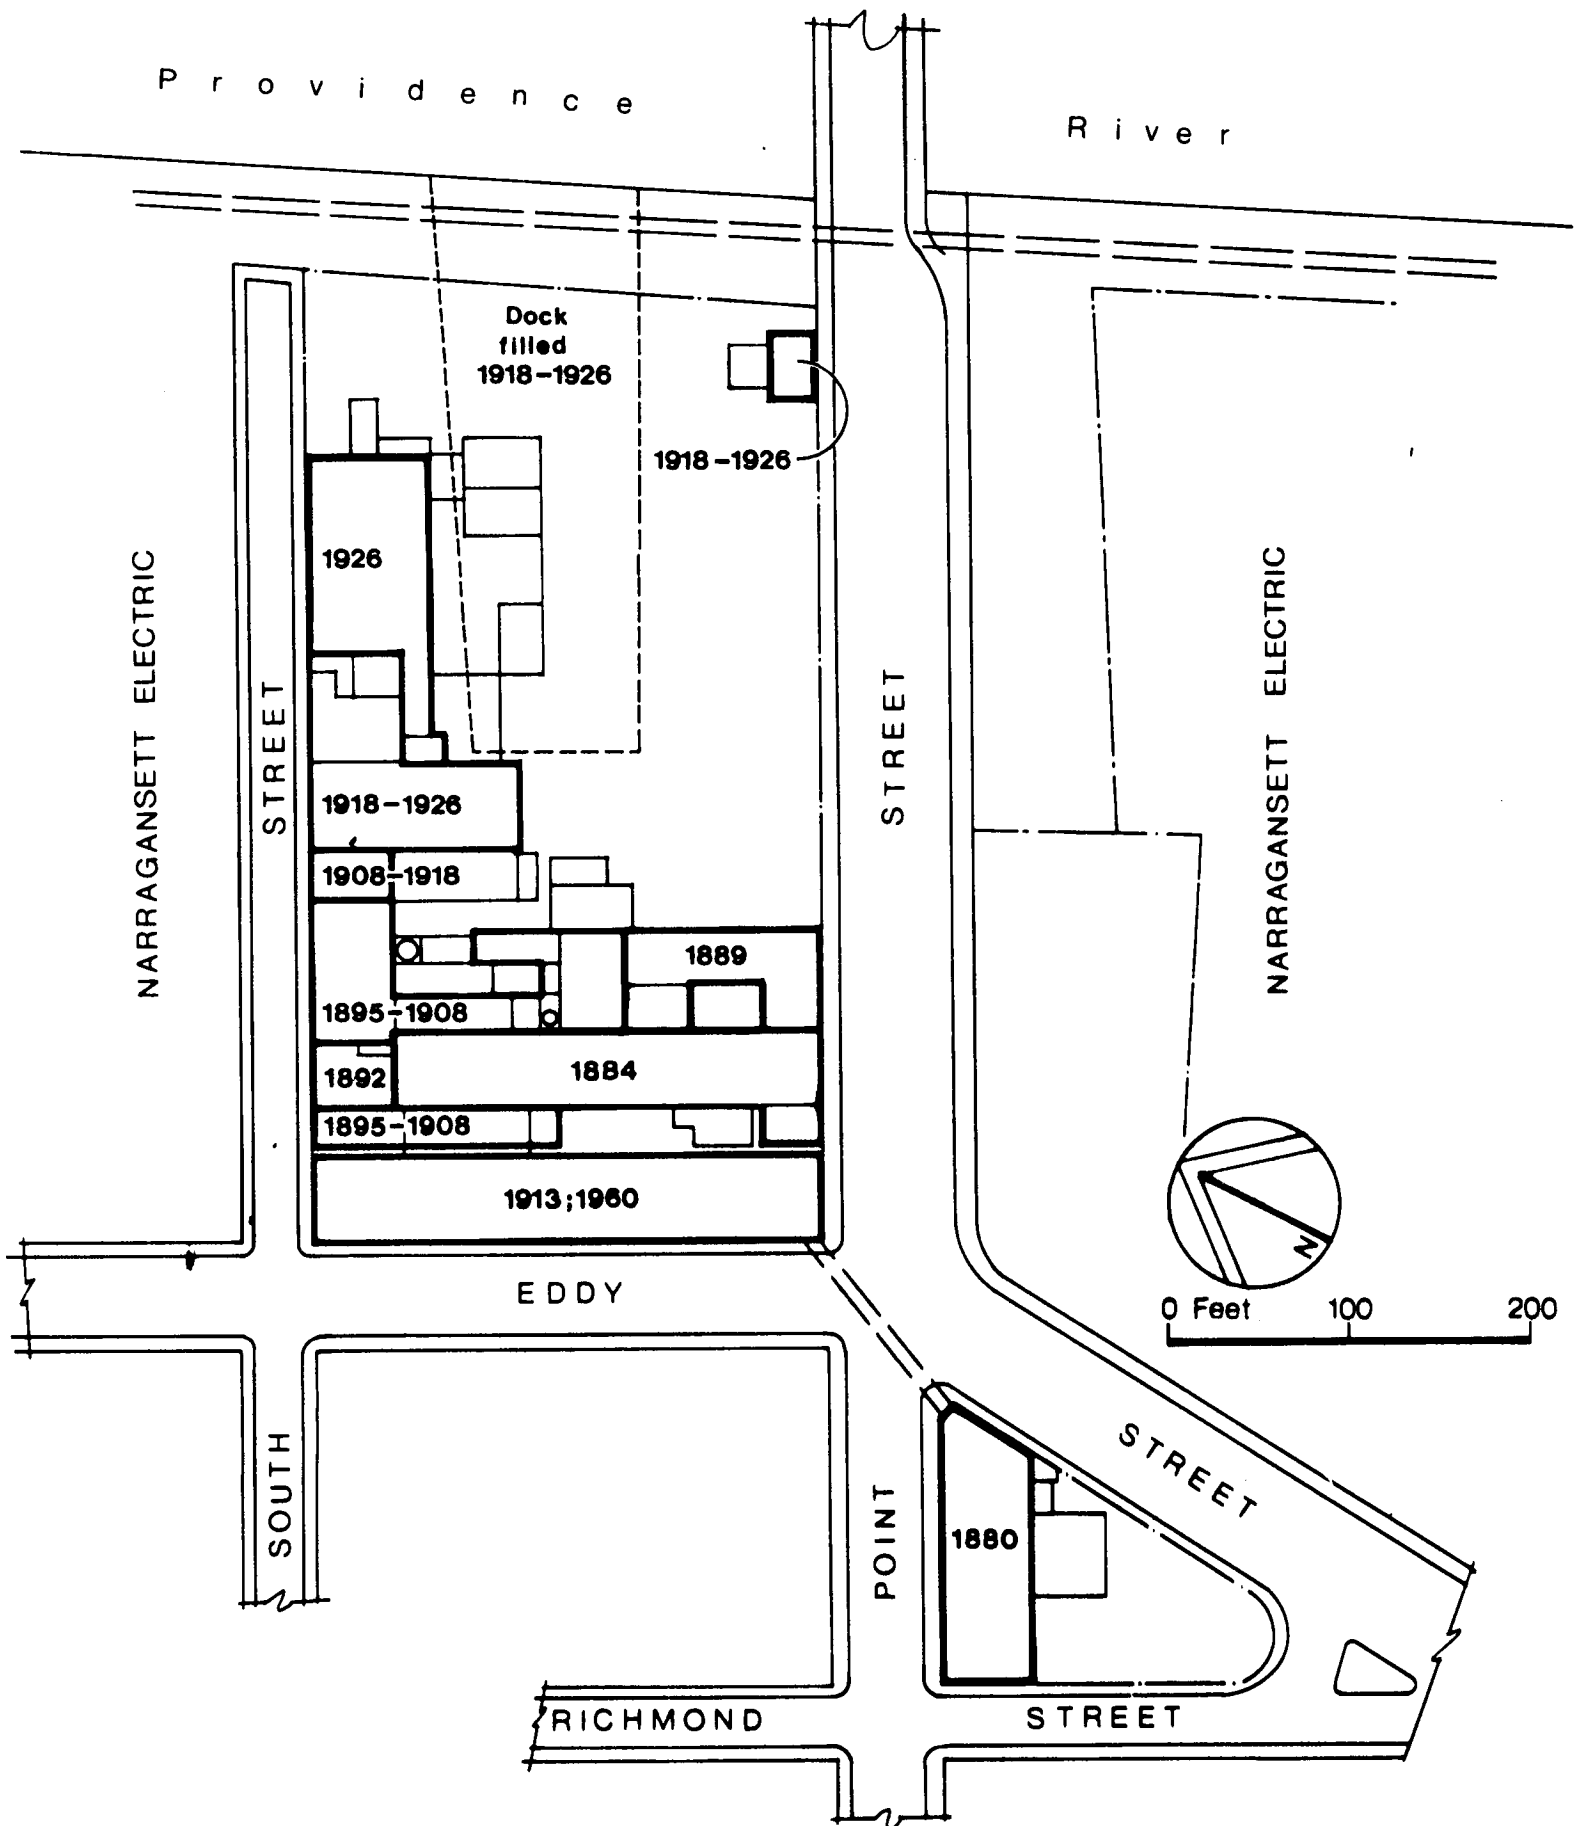 Providence
River
Dock
filled
1918-1926
1918-1926
1926
NARRAGANSETT ELECTRIC
STREET
STREET
NARRAGANSETT ELECTRIC
1918-1926
1908-1918
1889
1895-1908
1892
1884
1895-1908
1913;1960
EDDY
N
0 Feet 100 200
STREET
SOUTH
POINT
1880
RICHMOND
STREET